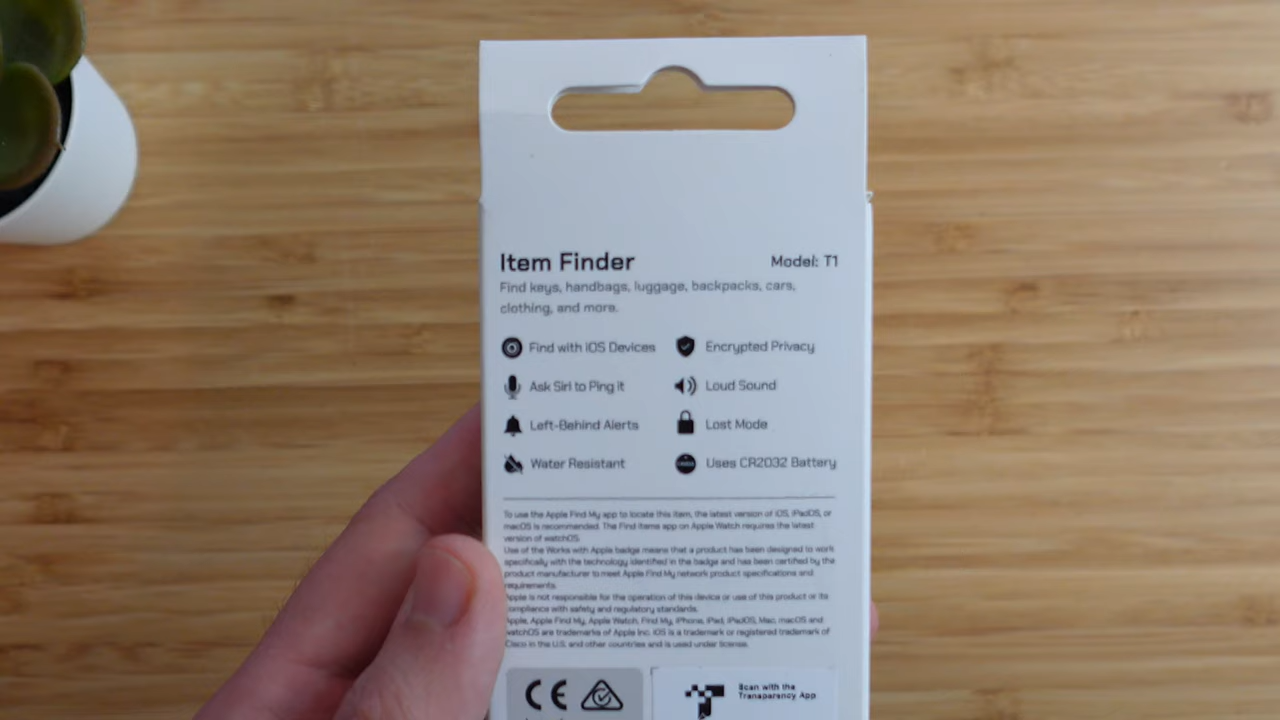 Item Finder
Model: T1
Find keys, handbags, luggage, backpacks, cars,
clothing, and more.
Find with iOS Devices
Encrypted Privacy
Ask Siri to Ping it
Loud Sound
Left-Behind Alerts
Lost Mode
Water Resistant
Uses CR2032 Battery
To use the Apple Find My app to locate this item, the latest version of iOS, iPadOS, or
macOS is recommended. The Find Items app on Apple Watch requires the latest
version of watchOS.
Use of the Works with Apple badge means that a product has been designed to work
specifically with the technology identified in the badge and has been certified by the
product manufacturer to meet Apple Find My network product specifications and
requirements.
Apple is not responsible for the operation of this device or use of this product or its
compliance with safety and regulatory standards.
Apple, Apple Find My, Apple Watch, Find My, iPhone, iPad, iPadOS, Mac, macOS and
watchOS are trademarks of Apple Inc. iOS is a trademark or registered trademark of
Cisco in the U.S. and other countries and is used under license.
CE
Scan with the
Transparency App